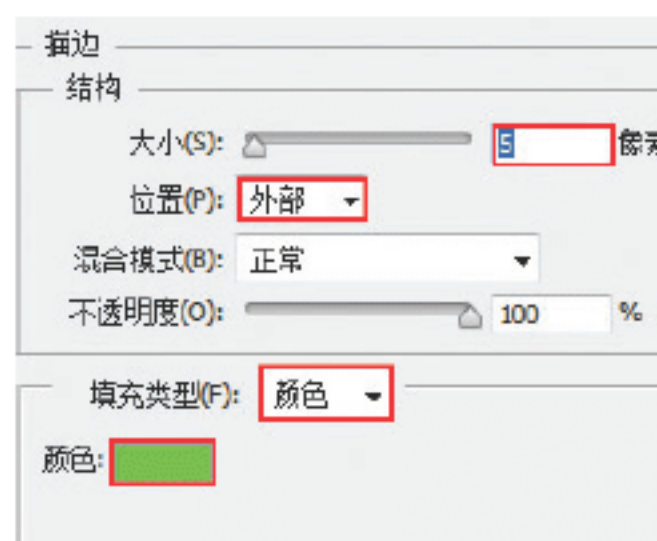 描边
结构
大小(S): 5 像素
位置(P): 外部
混合模式(B): 正常
不透明度(O): 100 %
填充类型(F): 颜色
颜色: